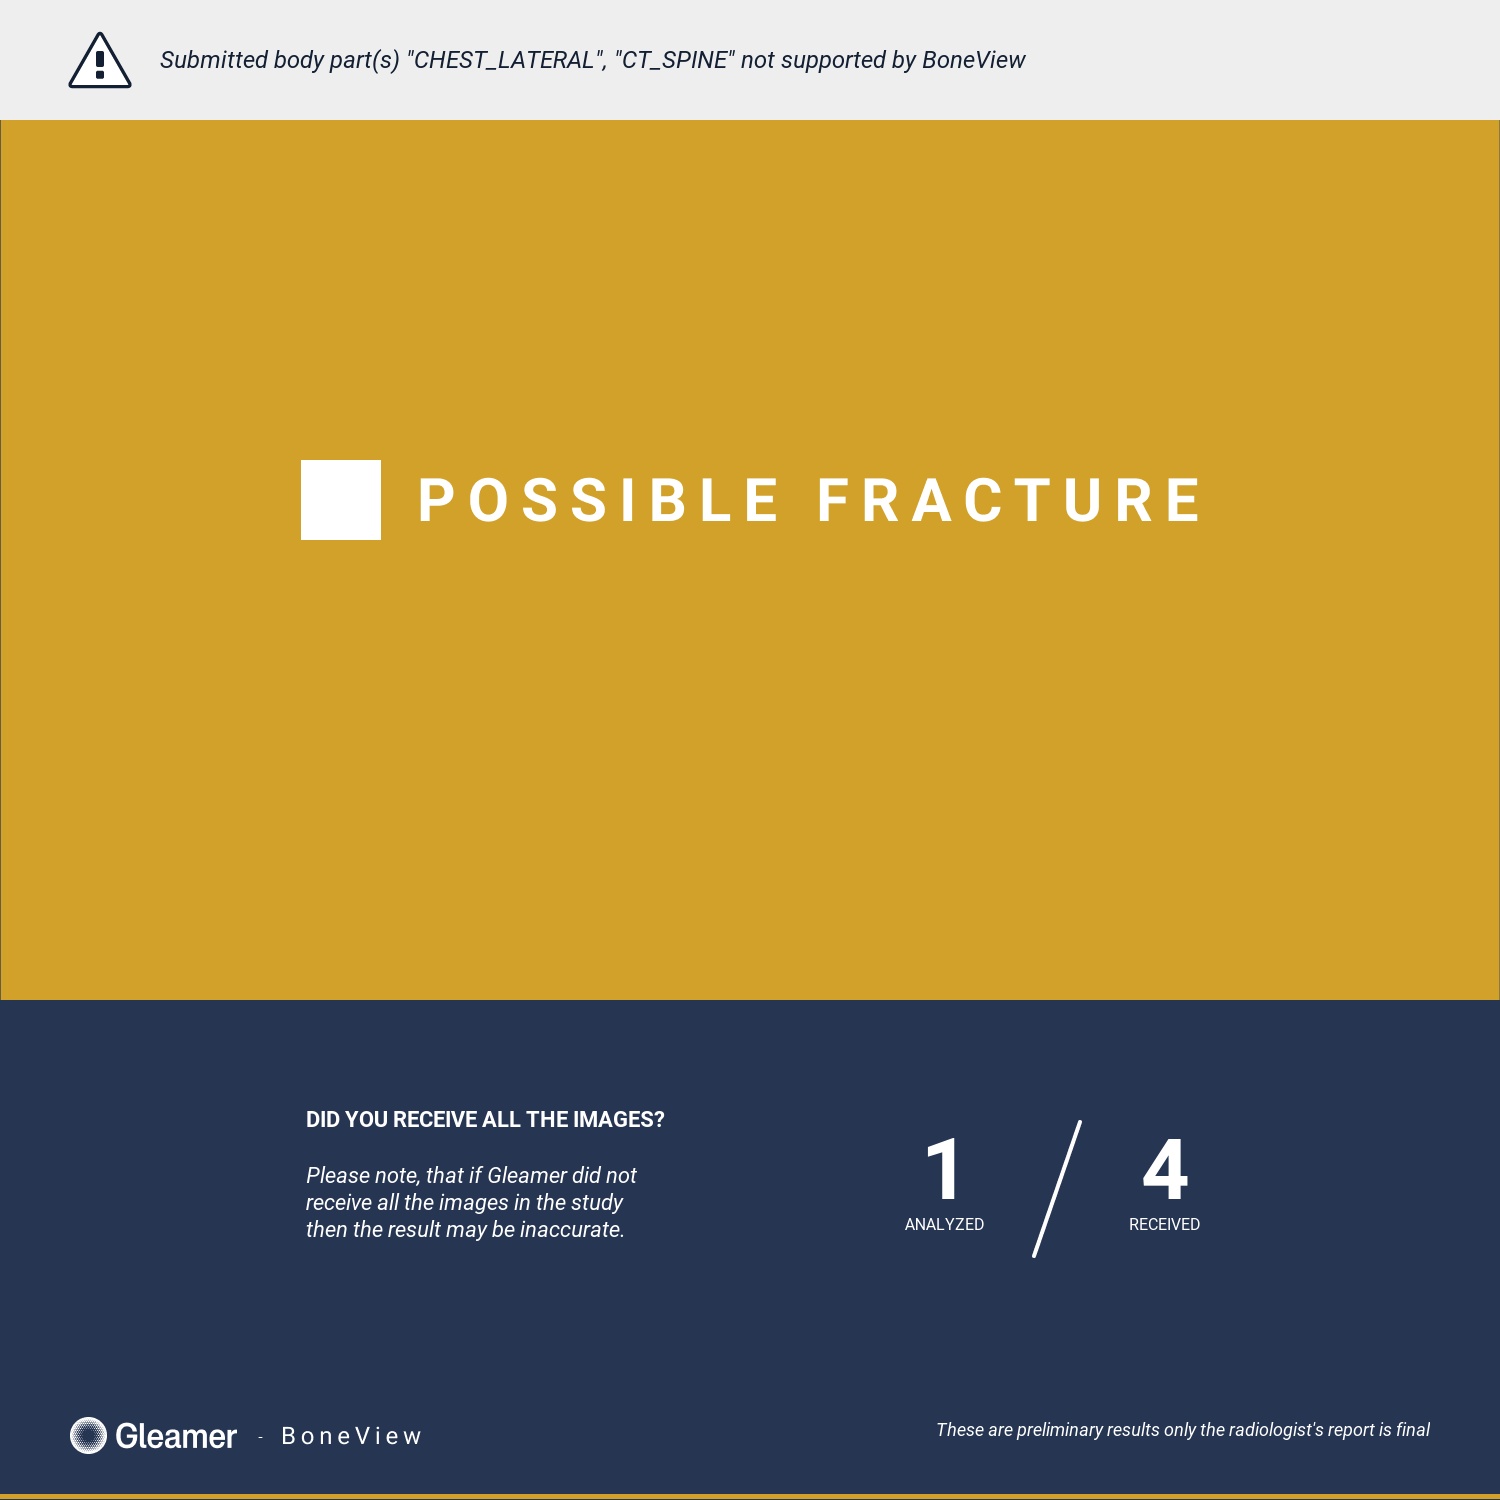 Submitted body part(s) "CHEST_LATERAL", "CT_SPINE" not supported by BoneView
POSSIBLE FRACTURE
DID YOU RECEIVE ALL THE IMAGES?
Please note, that if Gleamer did not
receive all the images in the study
then the result may be inaccurate.
1 / 4
ANALYZED RECEIVED
Gleamer - BoneView
These are preliminary results only the radiologist's report is final